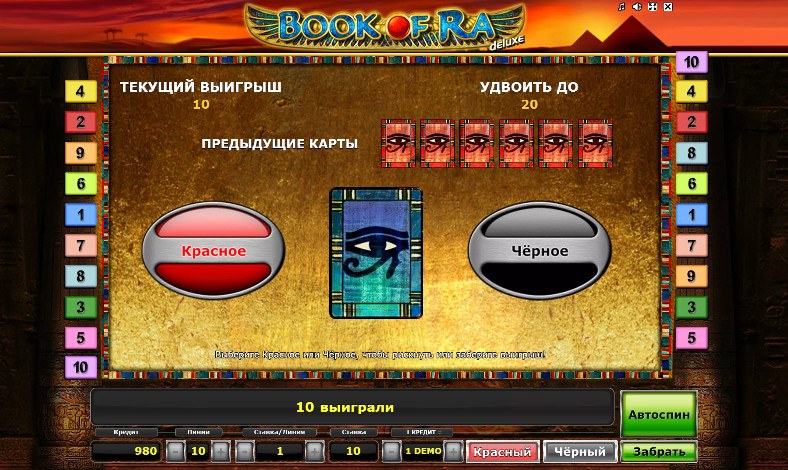 BOOK OF RA
deluxe
10
ТЕКУЩИЙ ВЫИГРЫШ
УДВОИТЬ ДО
10
20
4
4
2
2
ПРЕДЫДУЩИЕ КАРТЫ
9
8
6
6
1
1
Красное
Чёрное
7
7
8
9
3
3
5
5
Выберите Красное или Чёрное, чтобы рискнуть или заберите выигрыш!
10
10 выиграли
Автоспин
Кредит
Линии
Ставка/Линии
Ставка
1 КРЕДИТ =
980
- 10 +
- 1 +
10
- 1 DEMO +
Красный
Чёрный
Забрать